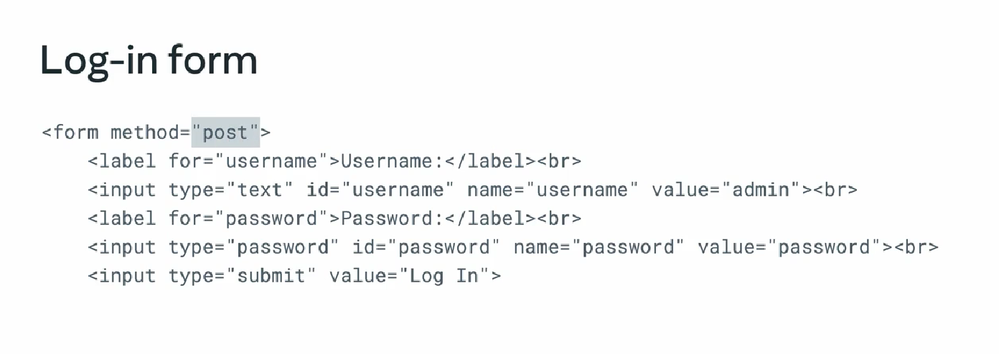 Log-in form
<form method="post">
<label for="username">Username:</label><br>
<input type="text" id="username" name="username" value="admin"><br>
<label for="password">Password:</label><br>
<input type="password" id="password" name="password" value="password"><br>
<input type="submit" value="Log In">